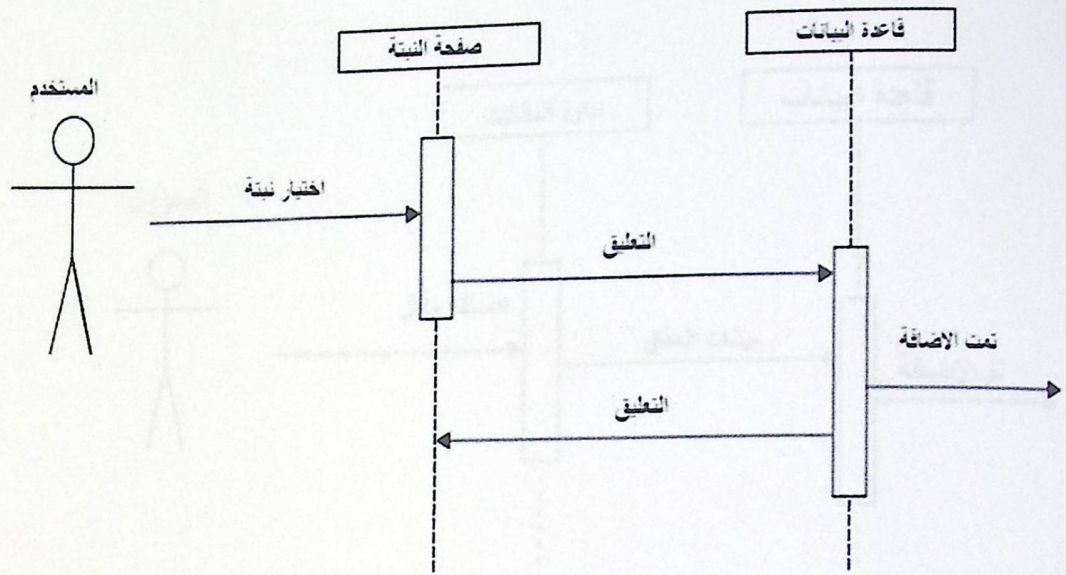 قاعدة البيانات
صفحة النبتة
المستخدم
اختيار نبتة
التعليق
تمت الاضافة
التعليق